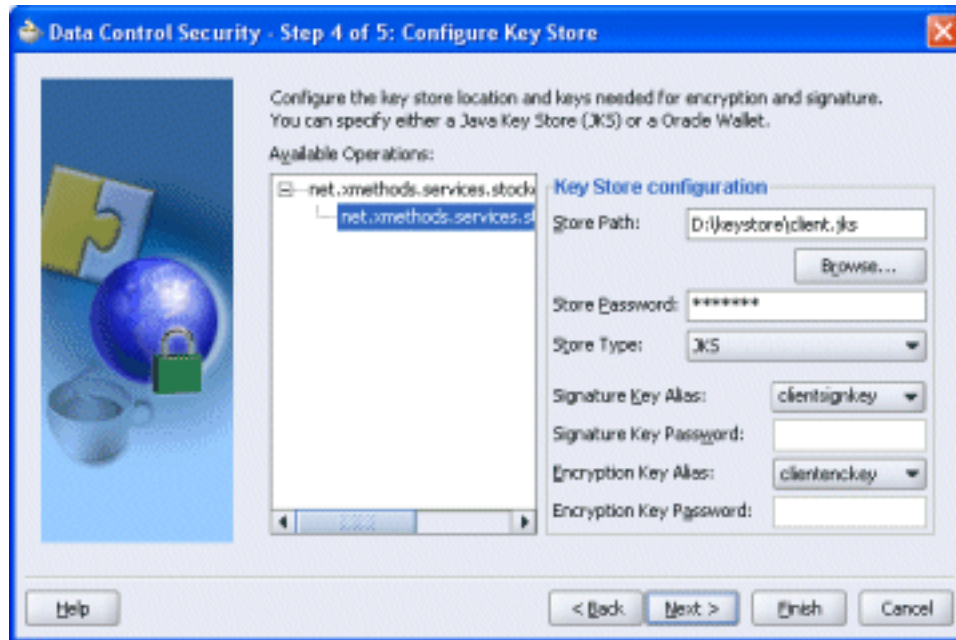 Data Control Security - Step 4 of 5: Configure Key Store
Configure the key store location and keys needed for encryption and signature.
You can specify either a Java Key Store (JKS) or a Oracle Wallet.
Available Operations:
net.xmethods.services.stock
net.xmethods.services.st
Key Store configuration
Store Path: D:\keystore\client.jks
Browse...
Store Password: *******
Store Type: JKS
Signature Key Alias: clientsignkey
Signature Key Password:
Encryption Key Alias: clientenckey
Encryption Key Password:
Help < Back Next > Finish Cancel